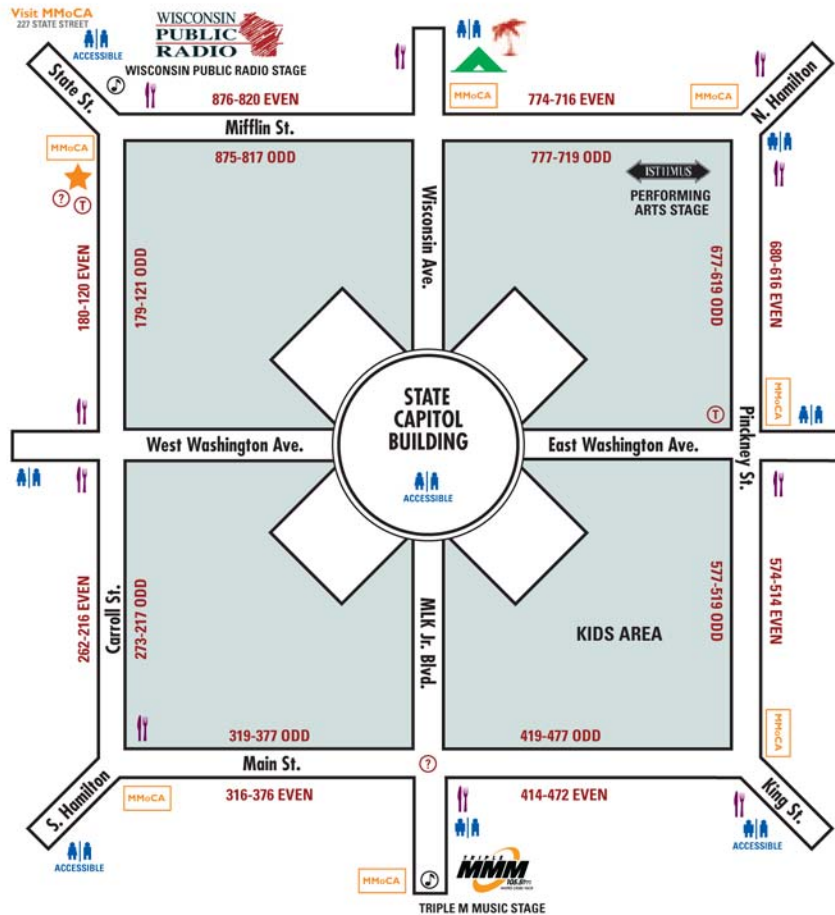 Visit MMoCA
227 STATE STREET
ACCESSIBLE
WISCONSIN
PUBLIC
RADIO
WISCONSIN PUBLIC RADIO STAGE
State St.
N. Hamilton
876-820 EVEN
MMoCA
774-716 EVEN
MMoCA
Mifflin St.
MMoCA
875-817 ODD
777-719 ODD
ISTHMUS
PERFORMING
ARTS STAGE
?
T
180-120 EVEN
179-121 ODD
Wisconsin Ave.
677-619 ODD
680-616 EVEN
STATE
CAPITOL
BUILDING
ACCESSIBLE
T
MMoCA
West Washington Ave.
East Washington Ave.
Pinckney St.
262-216 EVEN
Carroll St.
273-217 ODD
MLK Jr. Blvd.
KIDS AREA
577-519 ODD
574-514 EVEN
MMoCA
319-377 ODD
419-477 ODD
Main St.
?
S. Hamilton
MMoCA
316-376 EVEN
414-472 EVEN
King St.
ACCESSIBLE
ACCESSIBLE
MMoCA
TRIPLE
MMM
TRIPLE M MUSIC STAGE